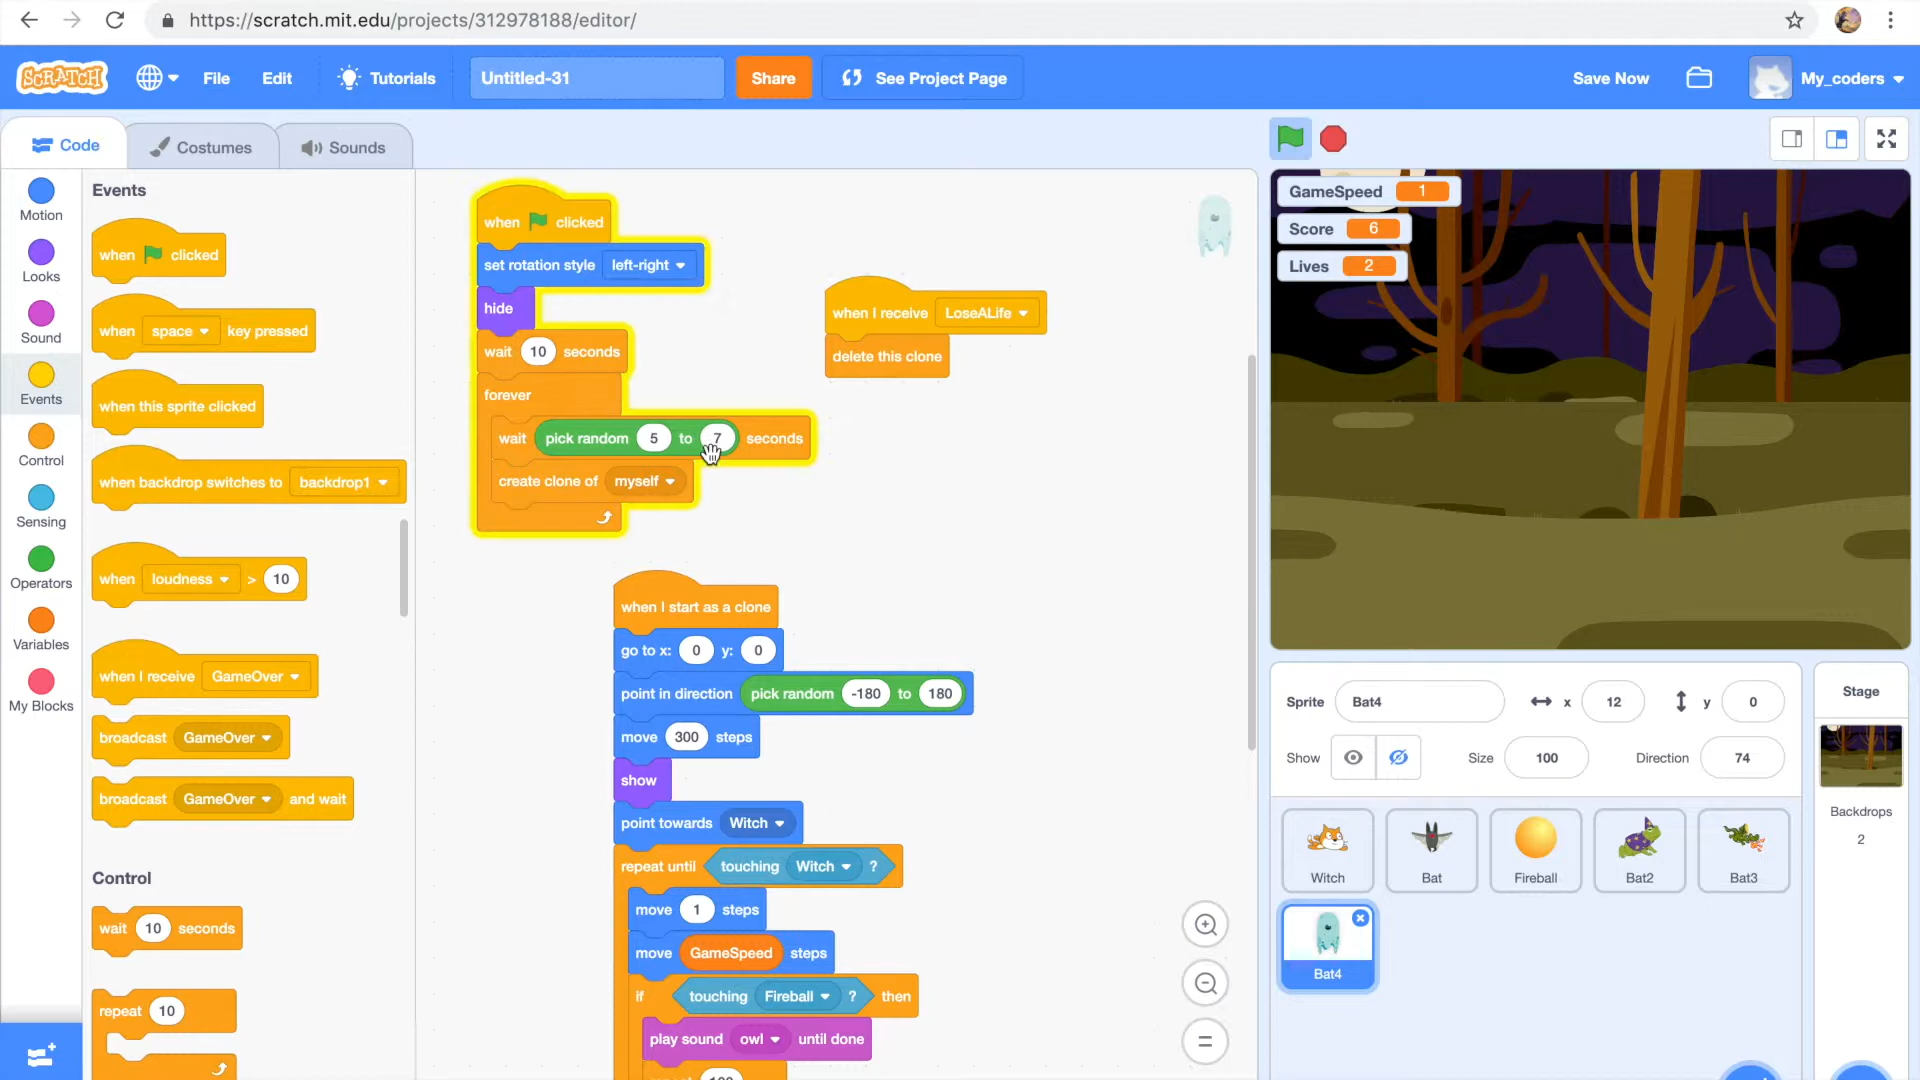 https://scratch.mit.edu/projects/312978188/editor/
SCRATCH
File
Edit
Tutorials
Untitled-31
Share
See Project Page
Save Now
My_coders
Code
Costumes
Sounds
Motion
Looks
Sound
Events
Control
Sensing
Operators
Variables
My Blocks
Events
when clicked
when space key pressed
when this sprite clicked
when backdrop switches to backdrop1
when loudness > 10
when I receive GameOver
broadcast GameOver
broadcast GameOver and wait
Control
wait 10 seconds
repeat 10
when clicked
set rotation style left-right
hide
wait 10 seconds
forever
wait pick random 5 to 7 seconds
create clone of myself
when I receive LoseALife
delete this clone
when I start as a clone
go to x: 0 y: 0
point in direction pick random -180 to 180
move 300 steps
show
point towards Witch
repeat until touching Witch ?
move 1 steps
move GameSpeed steps
if touching Fireball ? then
play sound owl until done
GameSpeed 1
Score 6
Lives 2
Sprite Bat4 x 12 y 0
Show Size 100 Direction 74
Witch
Bat
Fireball
Bat2
Bat3
Bat4
Stage
Backdrops
2